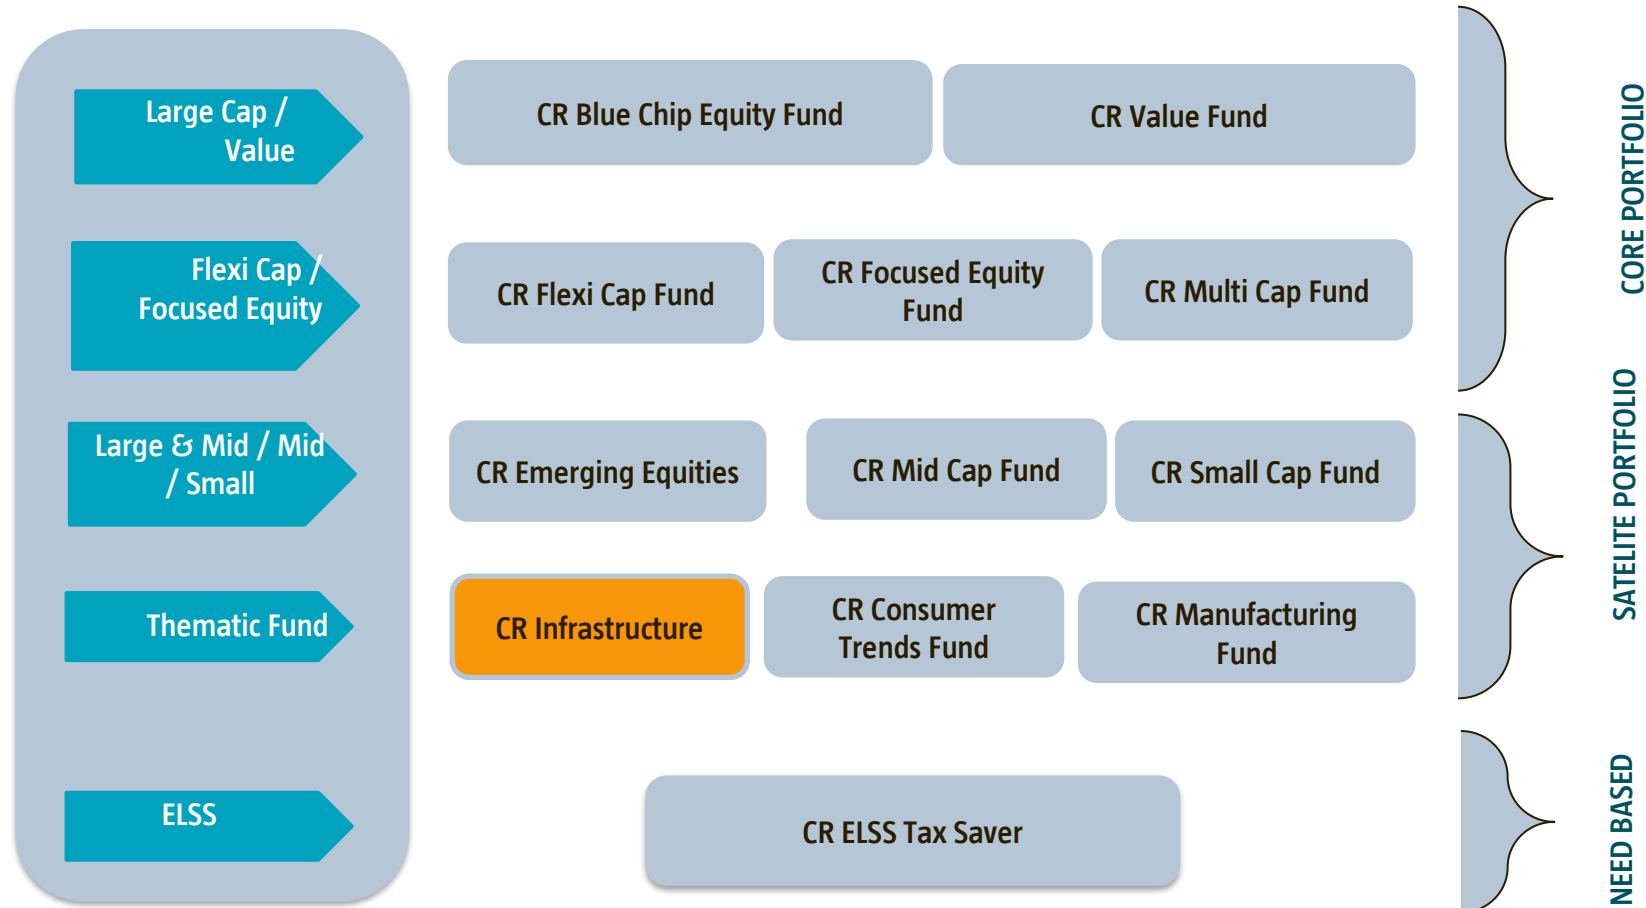 Large Cap /
Value
CR Blue Chip Equity Fund
CR Value Fund
CORE PORTFOLIO
Flexi Cap /
Focused Equity
CR Flexi Cap Fund
CR Focused Equity
Fund
CR Multi Cap Fund
Large & Mid / Mid
/ Small
CR Emerging Equities
CR Mid Cap Fund
CR Small Cap Fund
SATELITE PORTFOLIO
Thematic Fund
CR Infrastructure
CR Consumer
Trends Fund
CR Manufacturing
Fund
ELSS
CR ELSS Tax Saver
NEED BASED